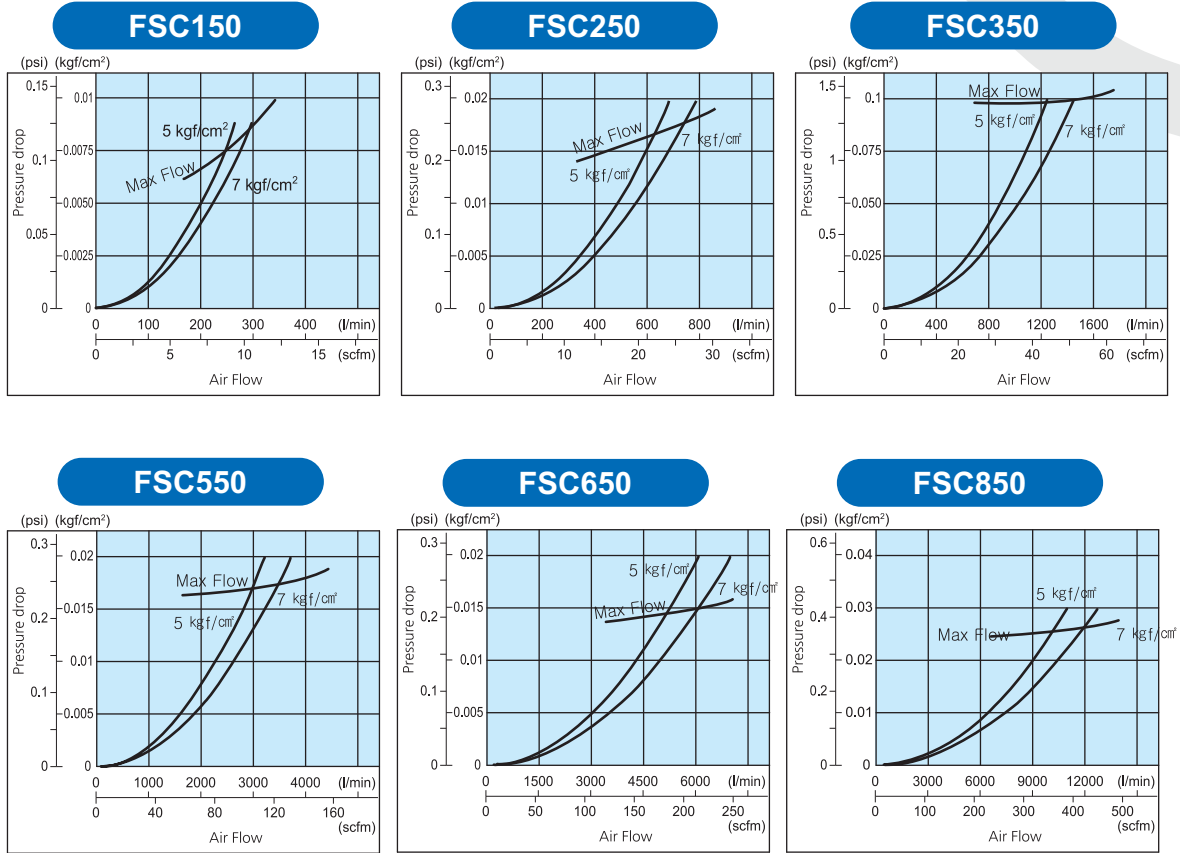 FSC150
(psi) (kgf/cm²)
0.15
0.1
0.05
0
Pressure drop
0.01
0.0075
0.0050
0.0025
0
5 kgf/cm²
Max Flow
7 kgf/cm²
0 100 200 300 400 (l/min)
0 5 10 15 (scfm)
Air Flow
FSC250
(psi) (kgf/cm²)
0.3
0.2
0.1
0
Pressure drop
0.02
0.015
0.01
0.005
0
Max Flow
7 kgf/cm²
5 kgf/cm²
0 200 400 600 800 (l/min)
0 10 20 30 (scfm)
Air Flow
FSC350
(psi) (kgf/cm²)
1.5
1
0.5
0
Pressure drop
0.1
0.075
0.05
0.025
0
Max Flow
5 kgf/cm²
7 kgf/cm²
0 400 800 1200 1600 (l/min)
0 20 40 60 (scfm)
Air Flow
FSC550
(psi) (kgf/cm²)
0.3
0.2
0.1
0
Pressure drop
0.02
0.015
0.01
0.005
0
Max Flow
7 kgf/cm²
5 kgf/cm²
0 1000 2000 3000 4000 (l/min)
0 40 80 120 160
(scfm)
Air Flow
FSC650
(psi) (kgf/cm²)
0.3
0.2
0.1
0
Pressure drop
0.02
0.015
0.01
0.005
0
5 kgf/cm²
7 kgf/cm²
Max Flow
0 1500 3000 4500 6000 (l/min)
0 50 100 150 200 250
(scfm)
Air Flow
FSC850
(psi) (kgf/cm²)
0.6
0.4
0.2
0
Pressure drop
0.04
0.03
0.02
0.01
0
5 kgf/cm²
Max Flow
7 kgf/cm²
0 3000 6000 9000 12000 (l/min)
0 100 200 300 400 500
(scfm)
Air Flow